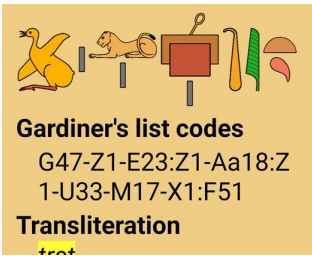 Gardiner's list codes
G47-Z1-E23:Z1-Aa18:Z
1-U33-M17-X1:F51
Transliteration